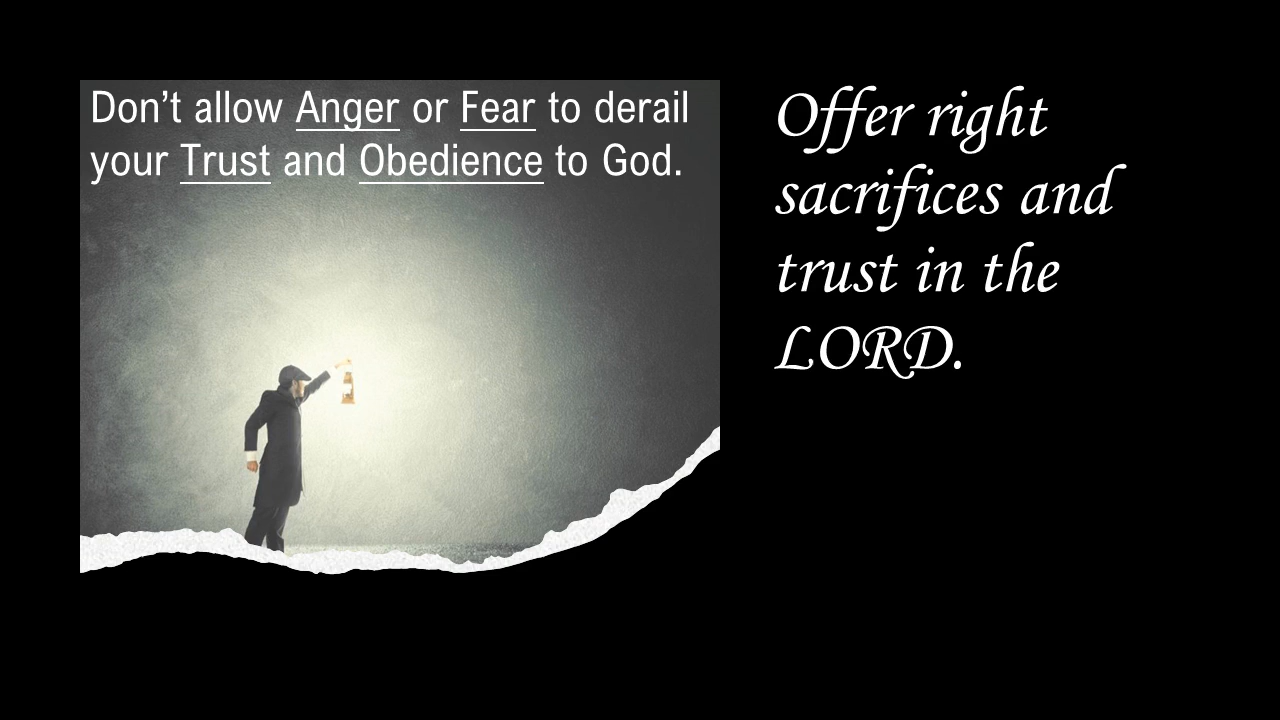 Don’t allow Anger or Fear to derail
your Trust and Obedience to God.
Offer right
sacrifices and
trust in the
LORD.